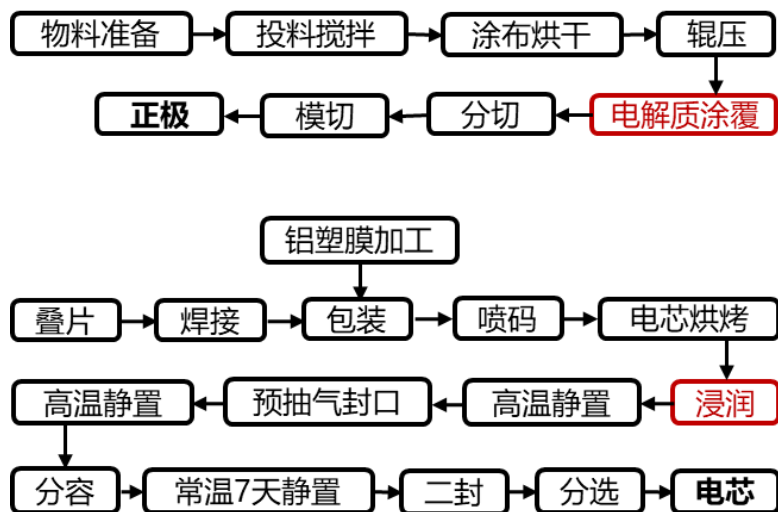 物料准备 投料搅拌 涂布烘干 辊压
正极 模切 分切 电解质涂覆
铝塑膜加工
叠片 焊接 包装 喷码 电芯烘烤
高温静置 预抽气封口 高温静置 浸润
分容 常温7天静置 二封 分选 电芯